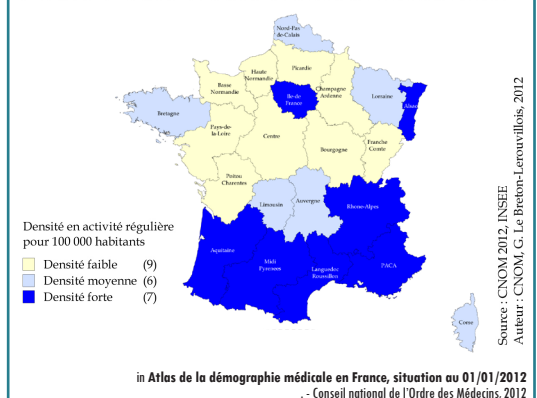 Nord-Pas
de-Calais
Haute
Normandie
Picardie
Basse
Normandie
Ile-de
France
Champagne
Ardenne
Lorraine
Alsace
Bretagne
Pays-de-
la-Loire
Centre
Bourgogne
Franche
Comte
Poitou
Charentes
Limousin
Auvergne
Rhone-Alpes
Aquitaine
Midi
Pyrenees
Languedoc
Roussillon
PACA
Corse
Densité en activité régulière
pour 100 000 habitants
Densité faible (9)
Densité moyenne (6)
Densité forte (7)
Source : CNOM 2012, INSEE
Auteur : CNOM, G. Le Breton-Lerouvillois, 2012
in Atlas de la démographie médicale en France, situation au 01/01/2012
. - Conseil national de l'Ordre des Médecins, 2012